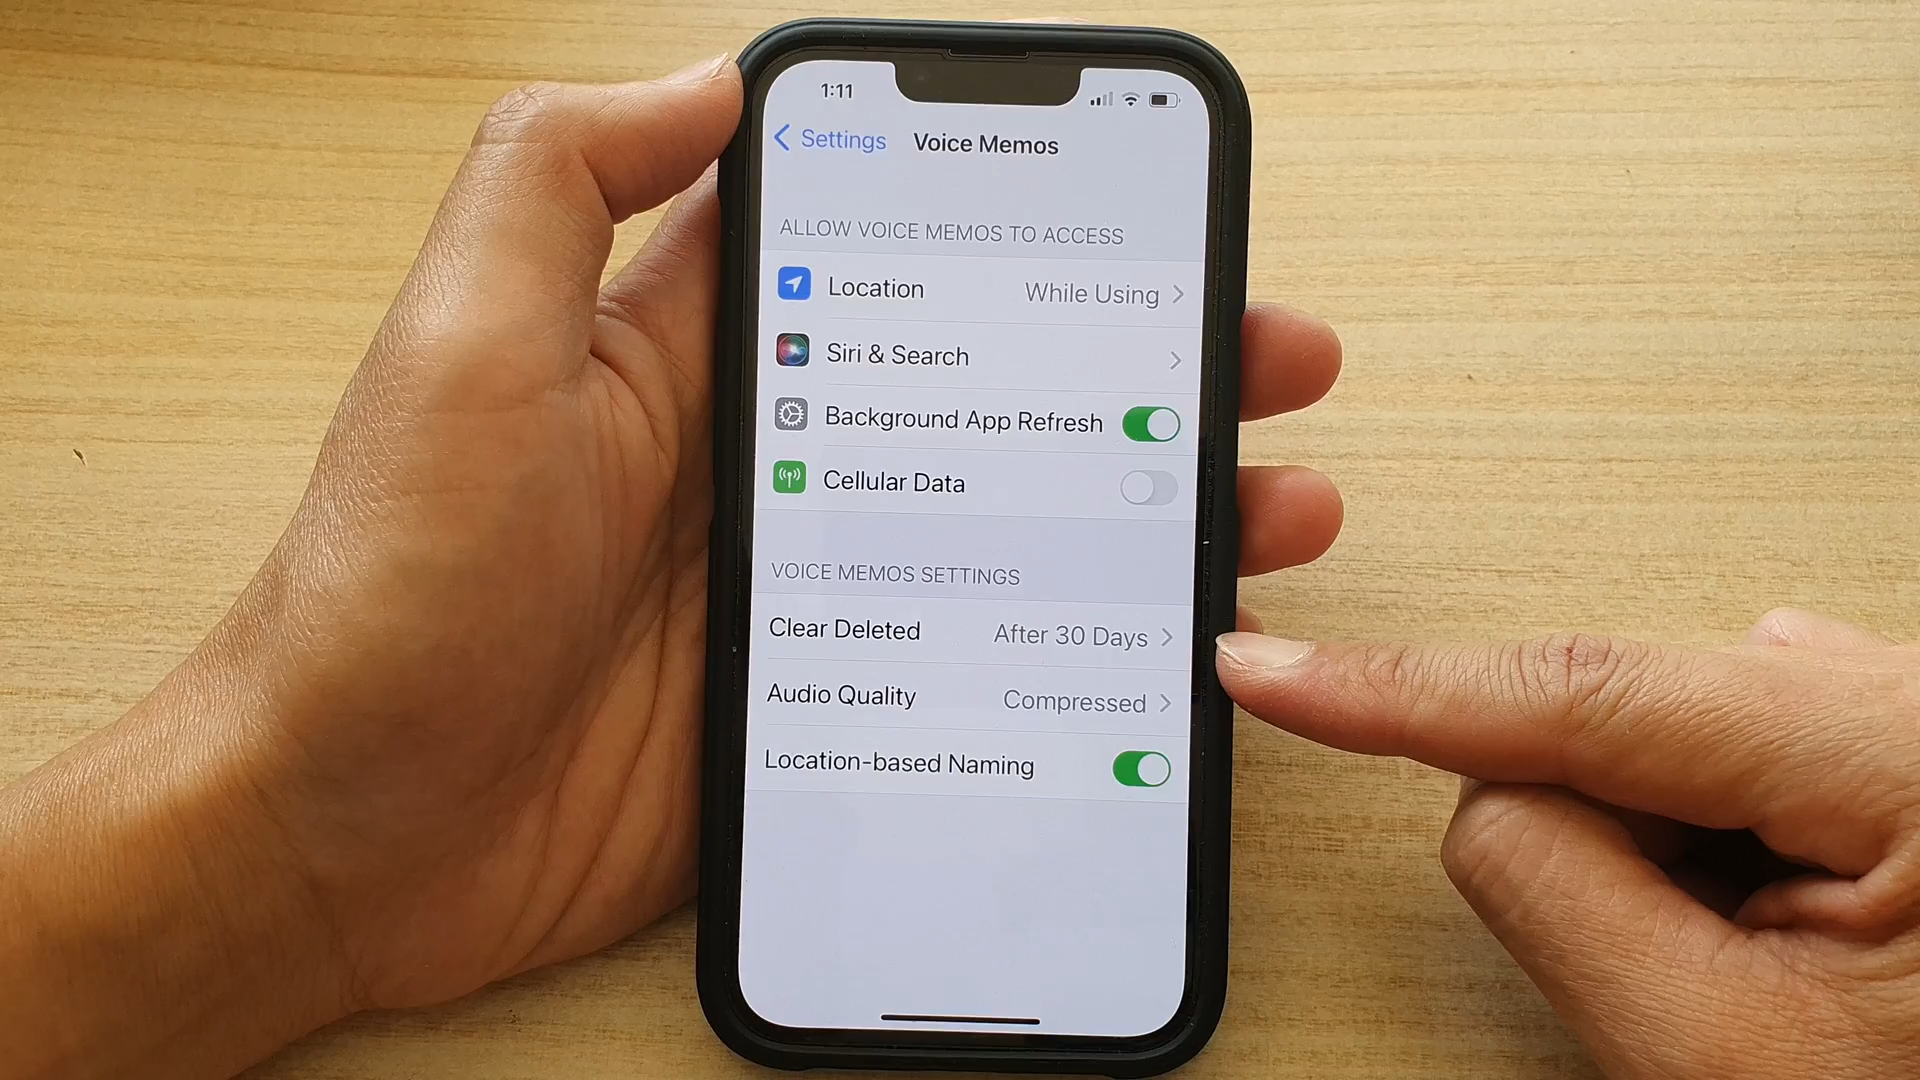 1:11
Settings Voice Memos
ALLOW VOICE MEMOS TO ACCESS
Location While Using
Siri & Search
Background App Refresh
Cellular Data
VOICE MEMOS SETTINGS
Clear Deleted After 30 Days
Audio Quality Compressed
Location-based Naming